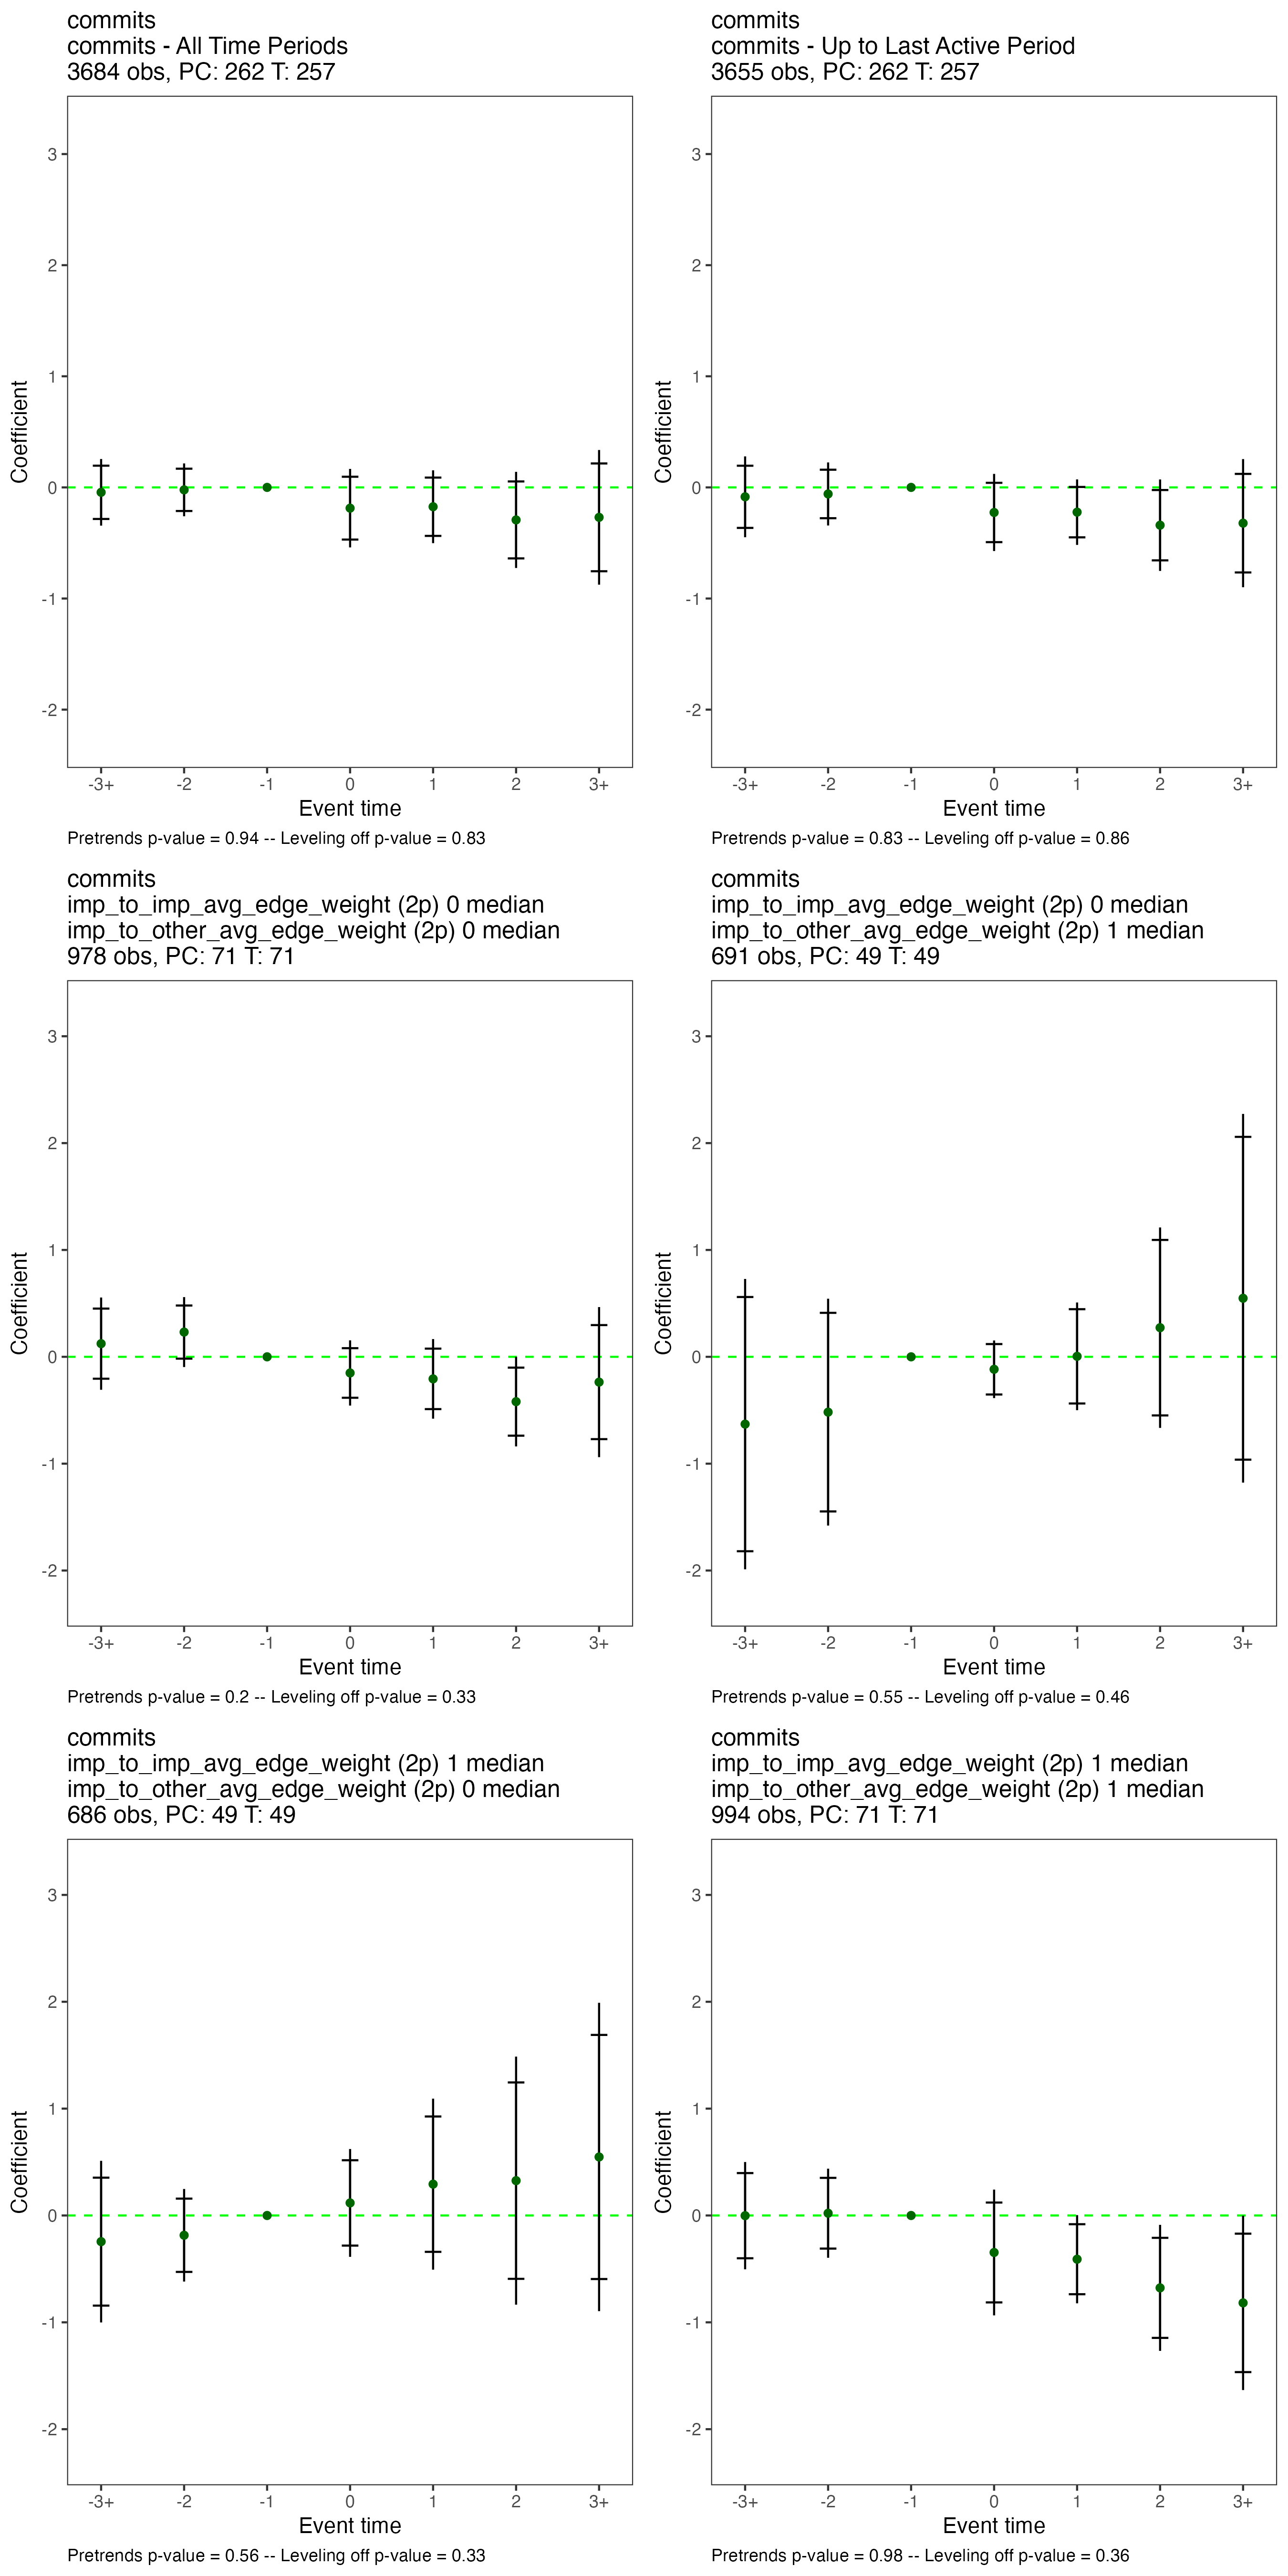 commits
commits - All Time Periods
3684 obs, PC: 262 T: 257
3
2
1
0
-1
-2
Coefficient
-3+ -2 -1 0 1 2 3+
Event time
Pretrends p-value = 0.94 -- Leveling off p-value = 0.83
commits
commits - Up to Last Active Period
3655 obs, PC: 262 T: 257
3
2
1
0
-1
-2
Coefficient
-3+ -2 -1 0 1 2 3+
Event time
Pretrends p-value = 0.83 -- Leveling off p-value = 0.86
commits
imp_to_imp_avg_edge_weight (2p) 0 median
imp_to_other_avg_edge_weight (2p) 0 median
978 obs, PC: 71 T: 71
3
2
1
0
-1
-2
Coefficient
-3+ -2 -1 0 1 2 3+
Event time
Pretrends p-value = 0.2 -- Leveling off p-value = 0.33
commits
imp_to_imp_avg_edge_weight (2p) 0 median
imp_to_other_avg_edge_weight (2p) 1 median
691 obs, PC: 49 T: 49
3
2
1
0
-1
-2
Coefficient
-3+ -2 -1 0 1 2 3+
Event time
Pretrends p-value = 0.55 -- Leveling off p-value = 0.46
commits
imp_to_imp_avg_edge_weight (2p) 1 median
imp_to_other_avg_edge_weight (2p) 0 median
686 obs, PC: 49 T: 49
3
2
1
0
-1
-2
Coefficient
-3+ -2 -1 0 1 2 3+
Event time
Pretrends p-value = 0.56 -- Leveling off p-value = 0.33
commits
imp_to_imp_avg_edge_weight (2p) 1 median
imp_to_other_avg_edge_weight (2p) 1 median
994 obs, PC: 71 T: 71
3
2
1
0
-1
-2
Coefficient
-3+ -2 -1 0 1 2 3+
Event time
Pretrends p-value = 0.98 -- Leveling off p-value = 0.36